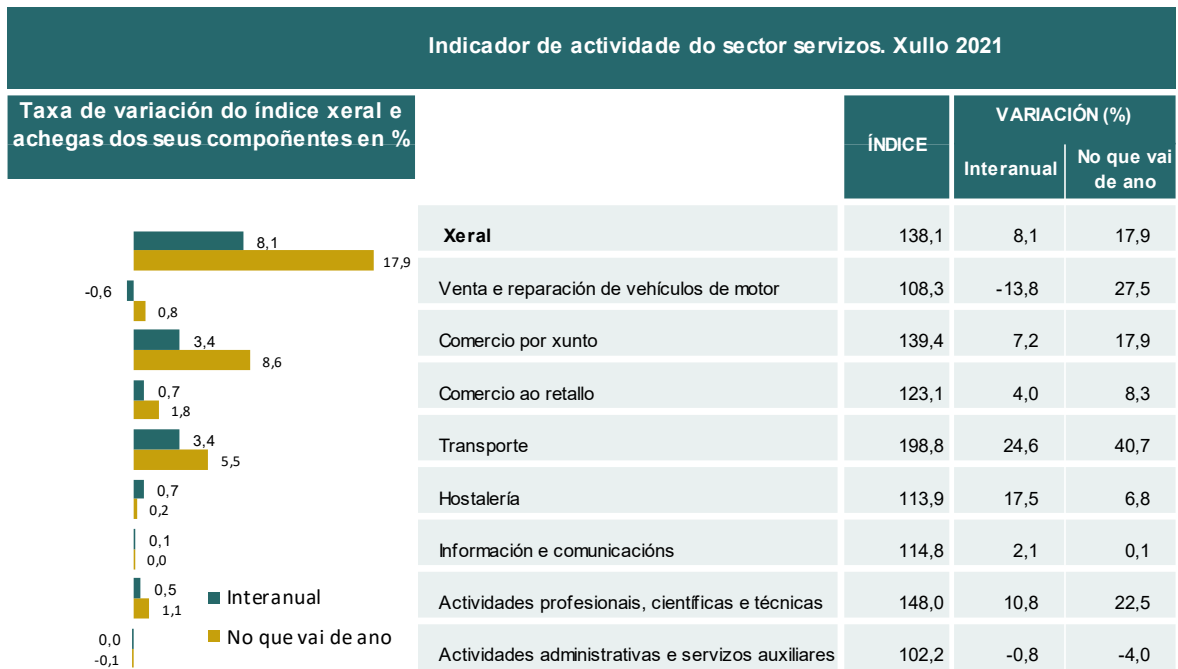 Indicador de actividade do sector servizos. Xullo 2021
Taxa de variación do índice xeral e
achegas dos seus compoñentes en %
ÍNDICE
VARIACIÓN (%)
Interanual
No que vai
de ano
8,1
17,9
Xeral 138,1 8,1 17,9
-0,6
0,8
Venta e reparación de vehículos de motor 108,3 -13,8 27,5
3,4
8,6
Comercio por xunto 139,4 7,2 17,9
0,7
1,8
Comercio ao retallo 123,1 4,0 8,3
3,4
5,5
Transporte 198,8 24,6 40,7
0,7
0,2
Hostalería 113,9 17,5 6,8
0,1
0,0
Información e comunicacións 114,8 2,1 0,1
0,5
1,1
Actividades profesionais, científicas e técnicas 148,0 10,8 22,5
0,0
-0,1
Actividades administrativas e servizos auxiliares 102,2 -0,8 -4,0
Interanual
No que vai de ano